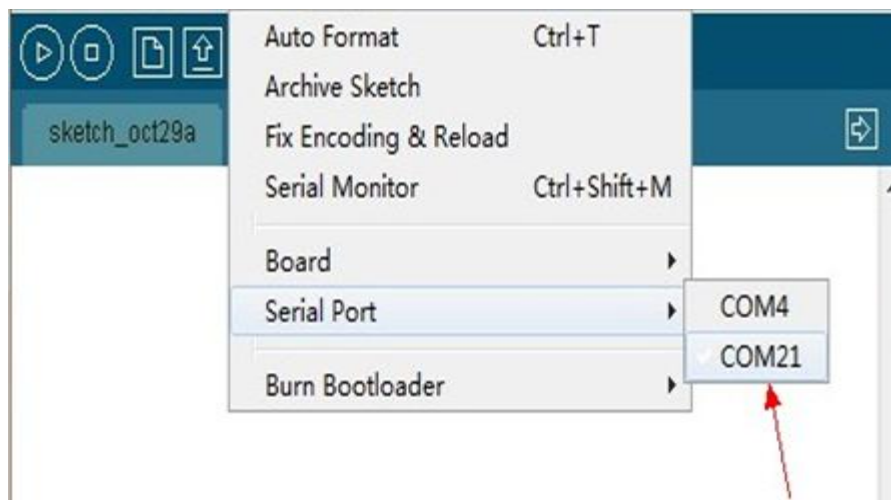 Auto Format Ctrl+T
Archive Sketch
sketch_oct29a
Fix Encoding & Reload
Serial Monitor Ctrl+Shift+M
Board
Serial Port
COM4
COM21
Burn Bootloader